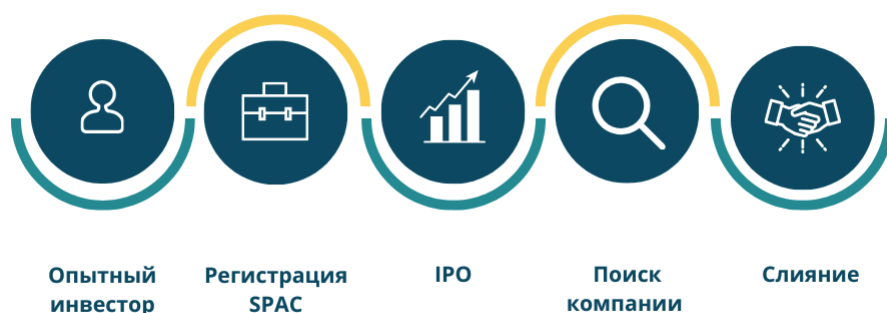 Опытный
инвестор
Регистрация
SPAC
IPO
Поиск
компании
Слияние